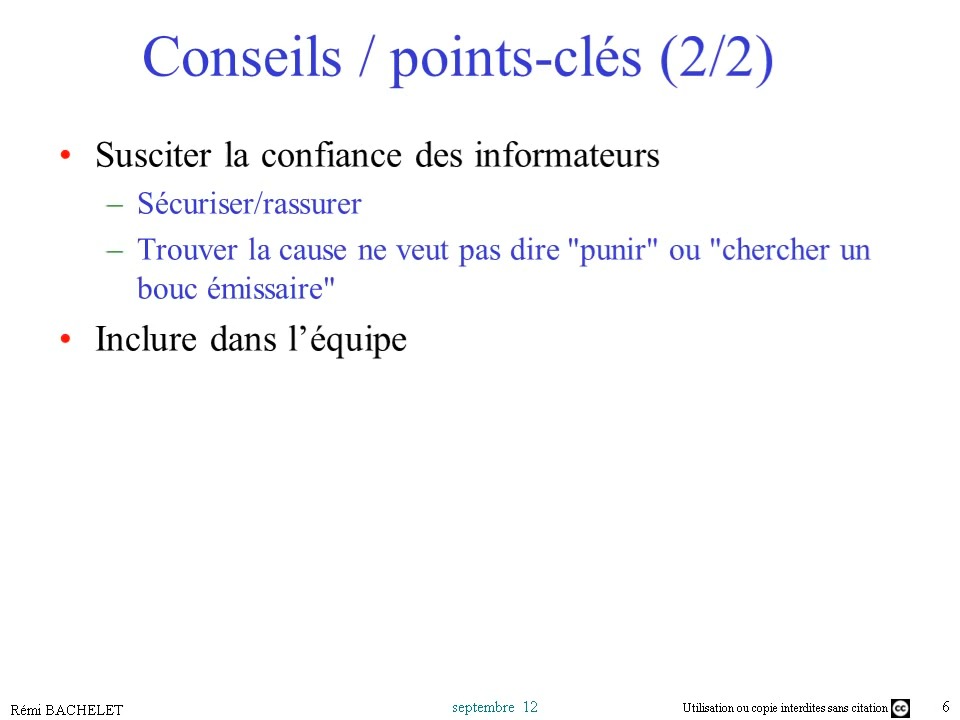 Conseils / points-clés (2/2)
• Susciter la confiance des informateurs
– Sécuriser/rassurer
– Trouver la cause ne veut pas dire "punir" ou "chercher un
bouc émissaire"
• Inclure dans l’équipe
Rémi BACHELET
septembre 12
Utilisation ou copie interdites sans citation
cc
6